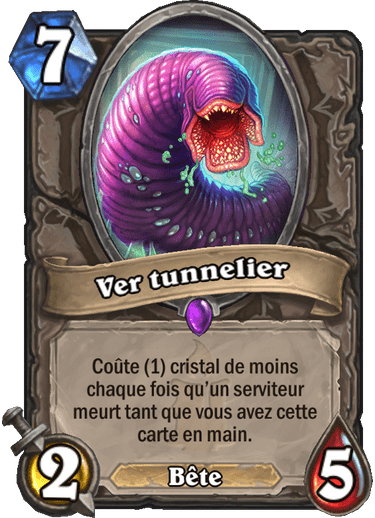 7
Ver tunnelier
Coûte (1) cristal de moins
chaque fois qu'un serviteur
meurt tant que vous avez cette
carte en main.
2
Bête
5